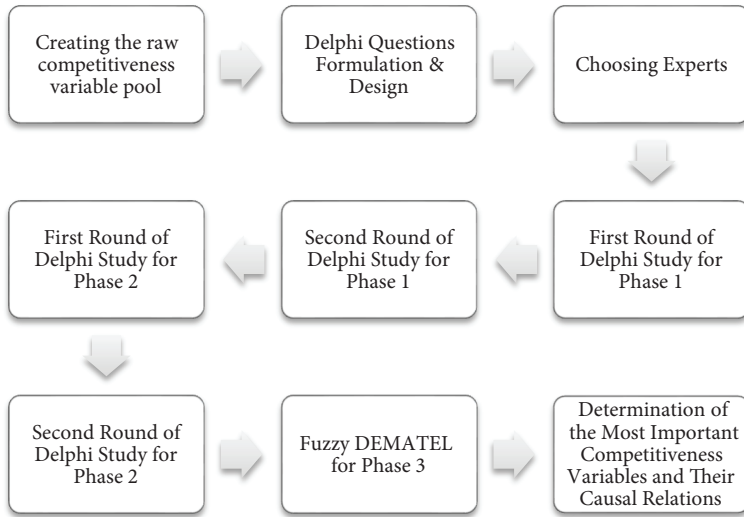 Creating the raw
competitiveness
variable pool
Delphi Questions
Formulation &
Design
Choosing Experts
First Round of
Delphi Study for
Phase 2
Second Round of
Delphi Study for
Phase 1
First Round of
Delphi Study for
Phase 1
Second Round of
Delphi Study for
Phase 2
Fuzzy DEMATEL
for Phase 3
Determination of
the Most Important
Competitiveness
Variables and Their
Causal Relations